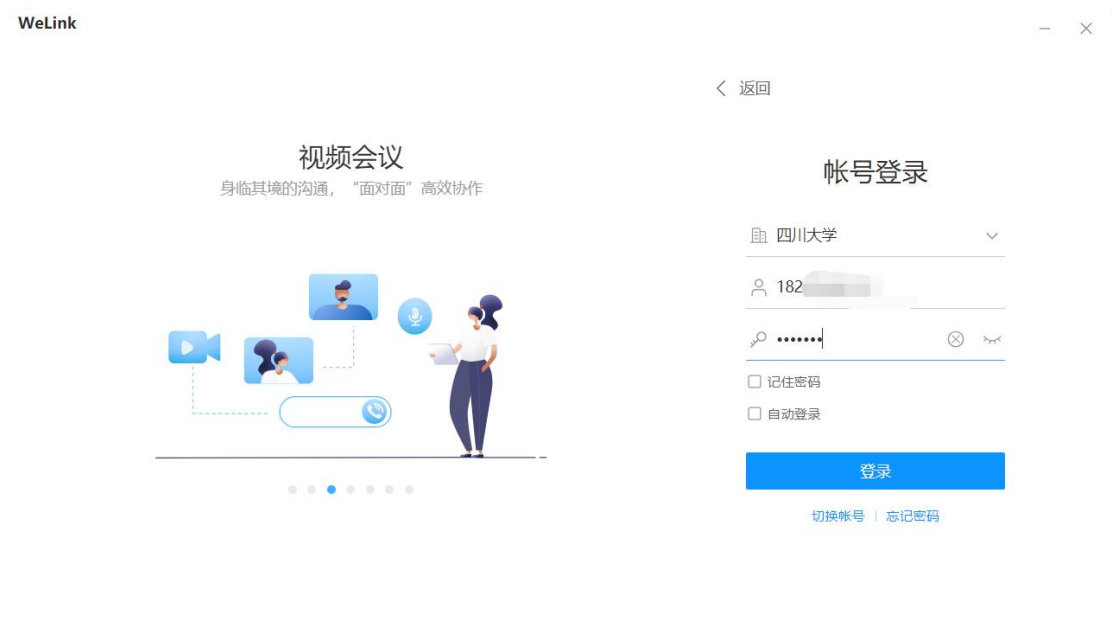 WeLink
返回
视频会议
身临其境的沟通，“面对面”高效协作
帐号登录
四川大学
182
•••••••
记住密码
自动登录
登录
切换帐号 | 忘记密码